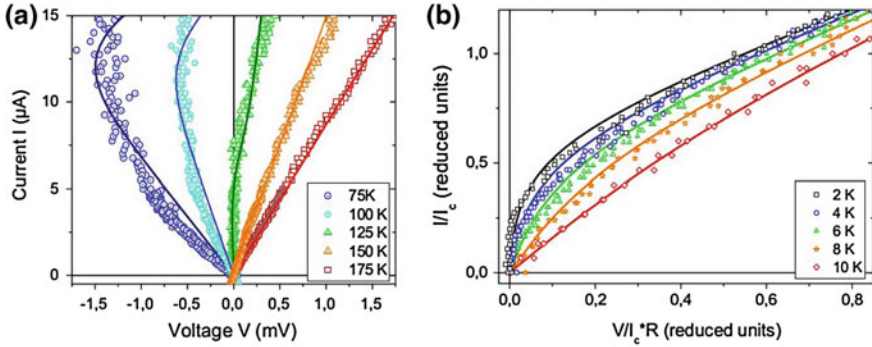 (a)
15
10
5
0
Current I (µA)
-1,5 -1,0 -0,5 0,0 0,5 1,0 1,5
Voltage V (mV)
75K
100 K
125 K
150 K
175 K
(b)
1,0
0,5
0,0
I/I_c (reduced units)
0,0 0,2 0,4 0,6 0,8
V/I_c*R (reduced units)
2 K
4 K
6 K
8 K
10 K